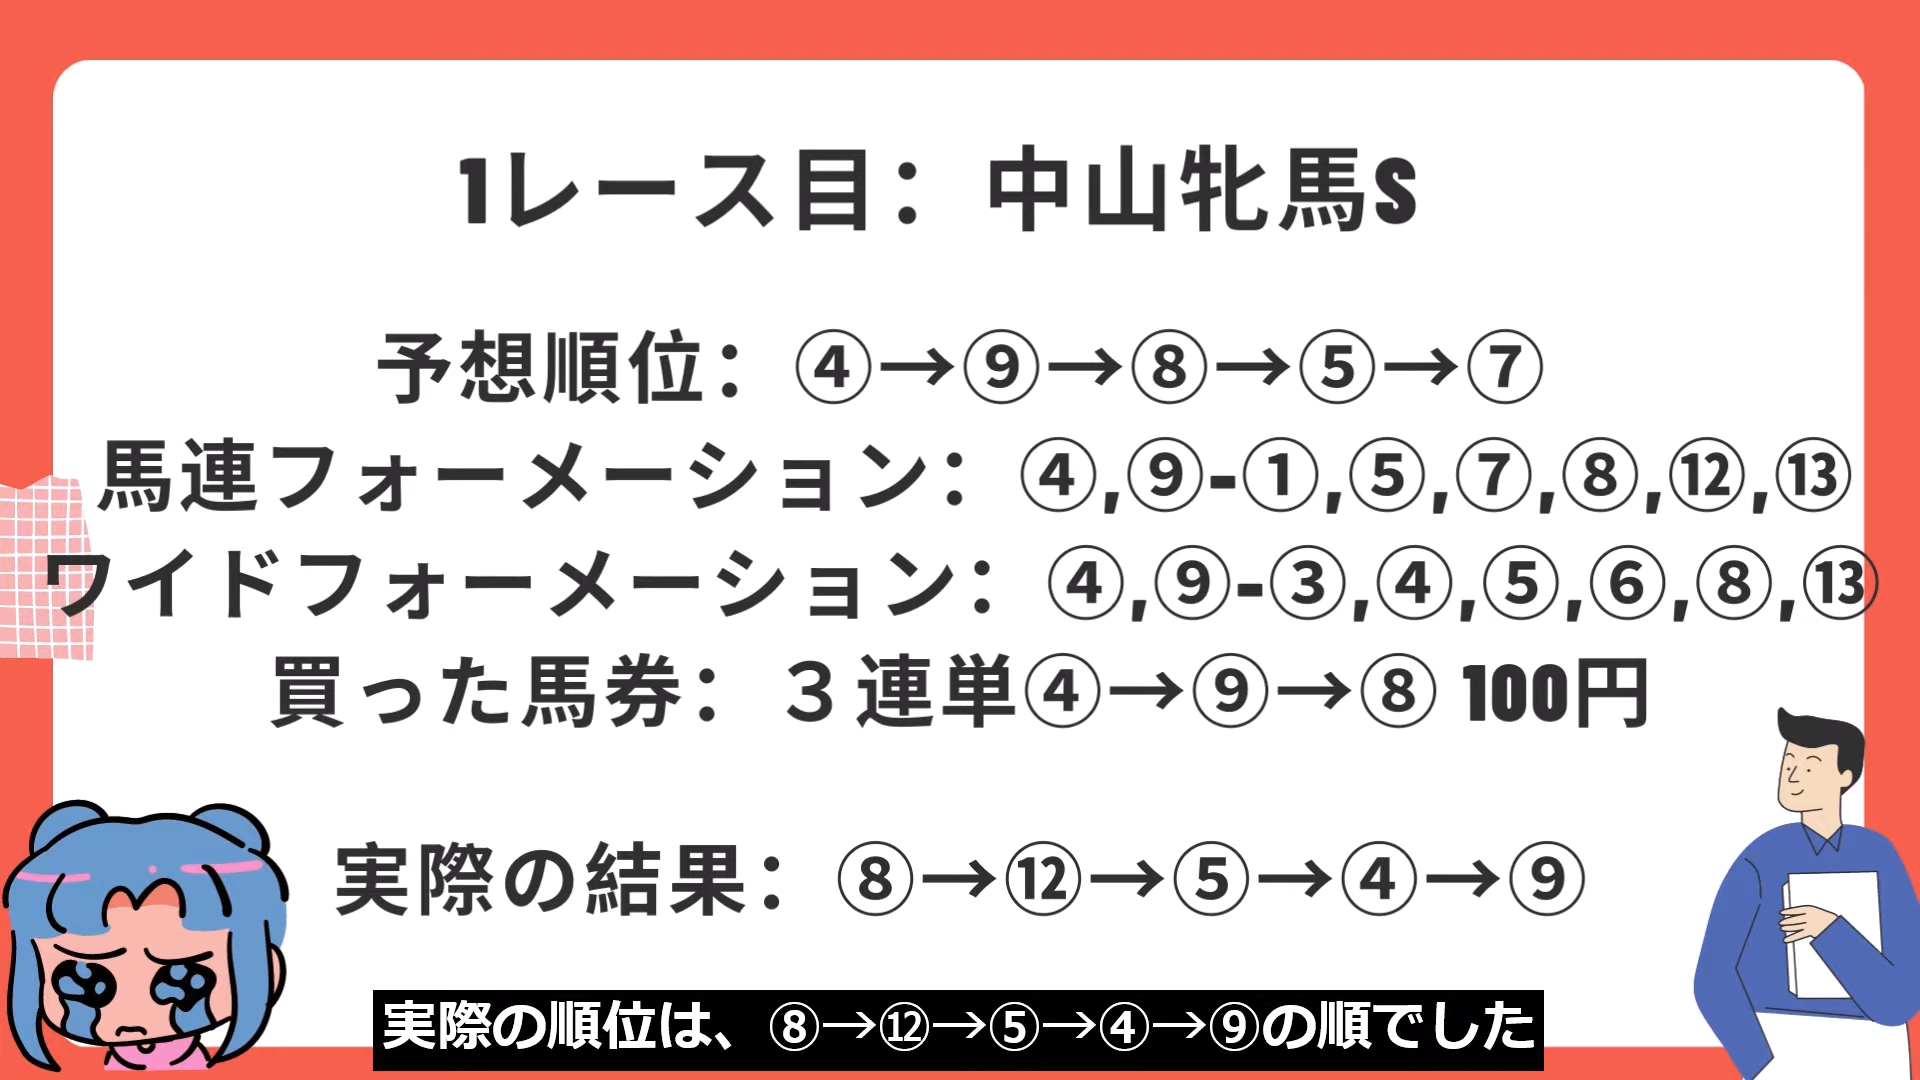 1レース目：中山牝馬S
予想順位：④→⑨→⑧→⑤→⑦
馬連フォーメーション：④,⑨-①,⑤,⑦,⑧,⑫,⑬
ワイドフォーメーション：④,⑨-③,④,⑤,⑥,⑧,⑬
買った馬券：３連単④→⑨→⑧ 100円
実際の結果：⑧→⑫→⑤→④→⑨
実際の順位は、⑧→⑫→⑤→④→⑨の順でした